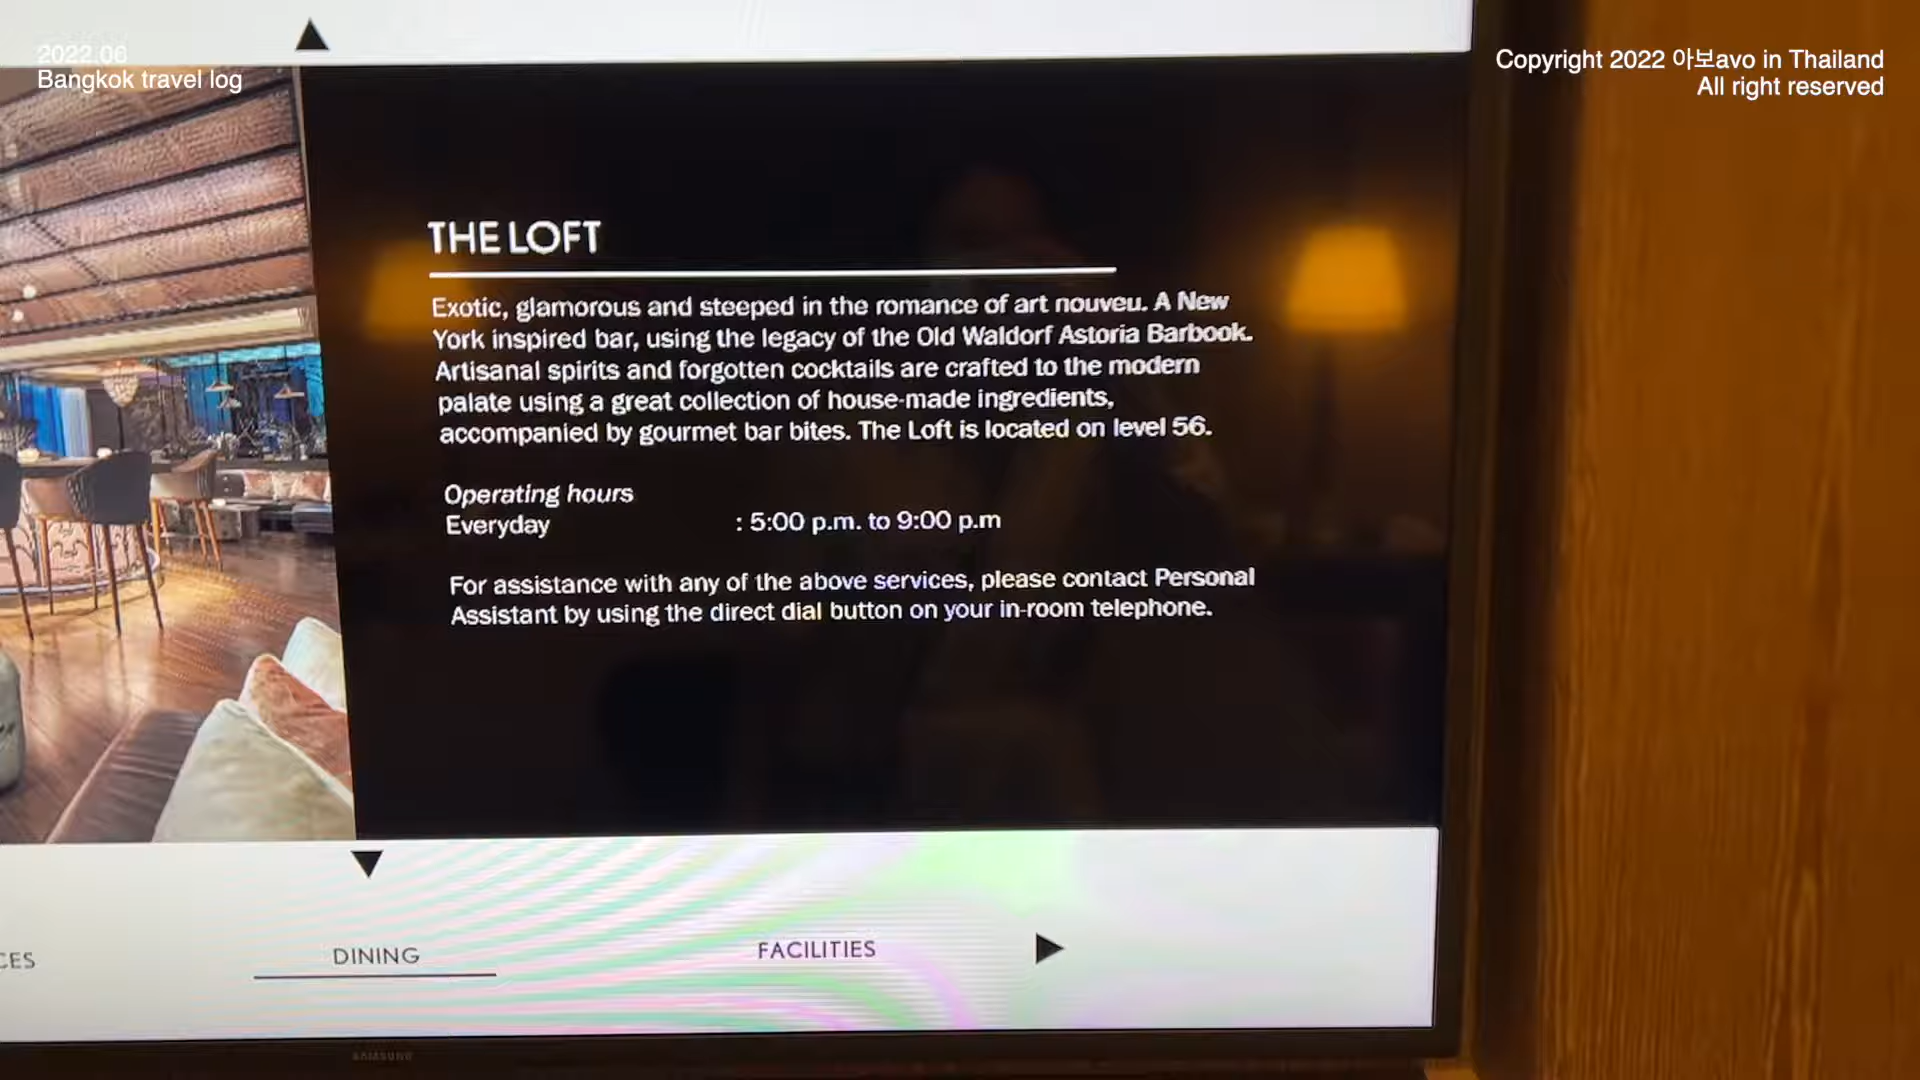 2022.06
Bangkok travel log
Copyright 2022 아보avo in Thailand
All right reserved
THE LOFT
Exotic, glamorous and steeped in the romance of art nouveu. A New
York inspired bar, using the legacy of the Old Waldorf Astoria Barbook.
Artisanal spirits and forgotten cocktails are crafted to the modern
palate using a great collection of house-made ingredients,
accompanied by gourmet bar bites. The Loft is located on level 56.
Operating hours
Everyday : 5:00 p.m. to 9:00 p.m
For assistance with any of the above services, please contact Personal
Assistant by using the direct dial button on your in-room telephone.
CES
DINING
FACILITIES
SAMSUNG